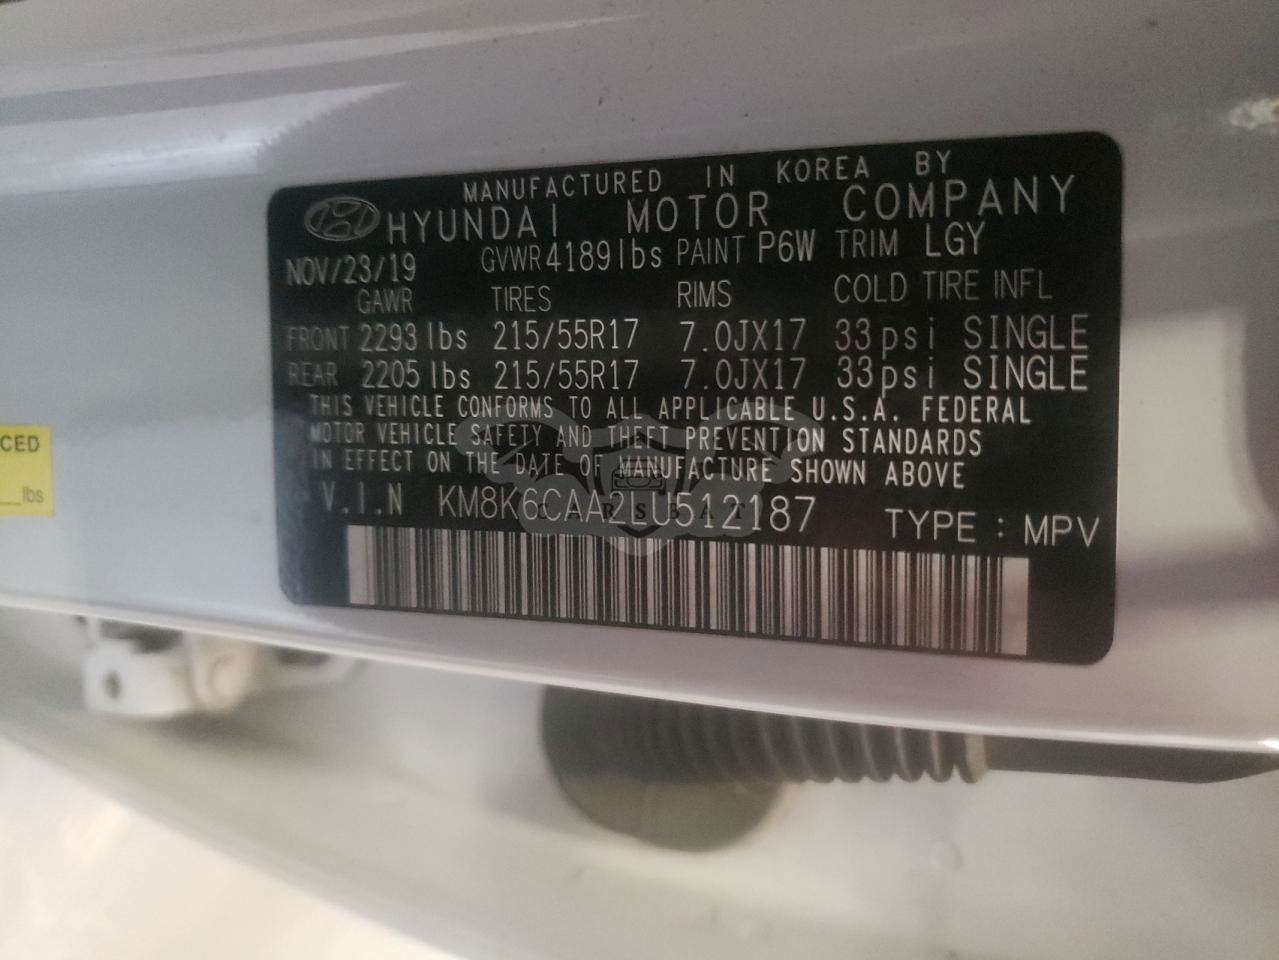 MANUFACTURED IN KOREA BY
HYUNDAI MOTOR COMPANY
NOV/23/19 GVWR 4189lbs PAINT P6W TRIM LGY
GAWR TIRES RIMS COLD TIRE INFL
FRONT 2293 lbs 215/55R17 7.0JX17 33psi SINGLE
REAR 2205 lbs 215/55R17 7.0JX17 33psi SINGLE
THIS VEHICLE CONFORMS TO ALL APPLICABLE U.S.A. FEDERAL
MOTOR VEHICLE SAFETY AND THEFT PREVENTION STANDARDS
IN EFFECT ON THE DATE OF MANUFACTURE SHOWN ABOVE
V.I.N KM8K6CAA2LU512187 TYPE : MPV
CARSBAT
CED
lbs